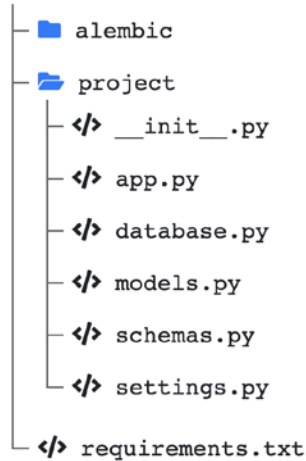 alembic
project
__init__.py
app.py
database.py
models.py
schemas.py
settings.py
requirements.txt